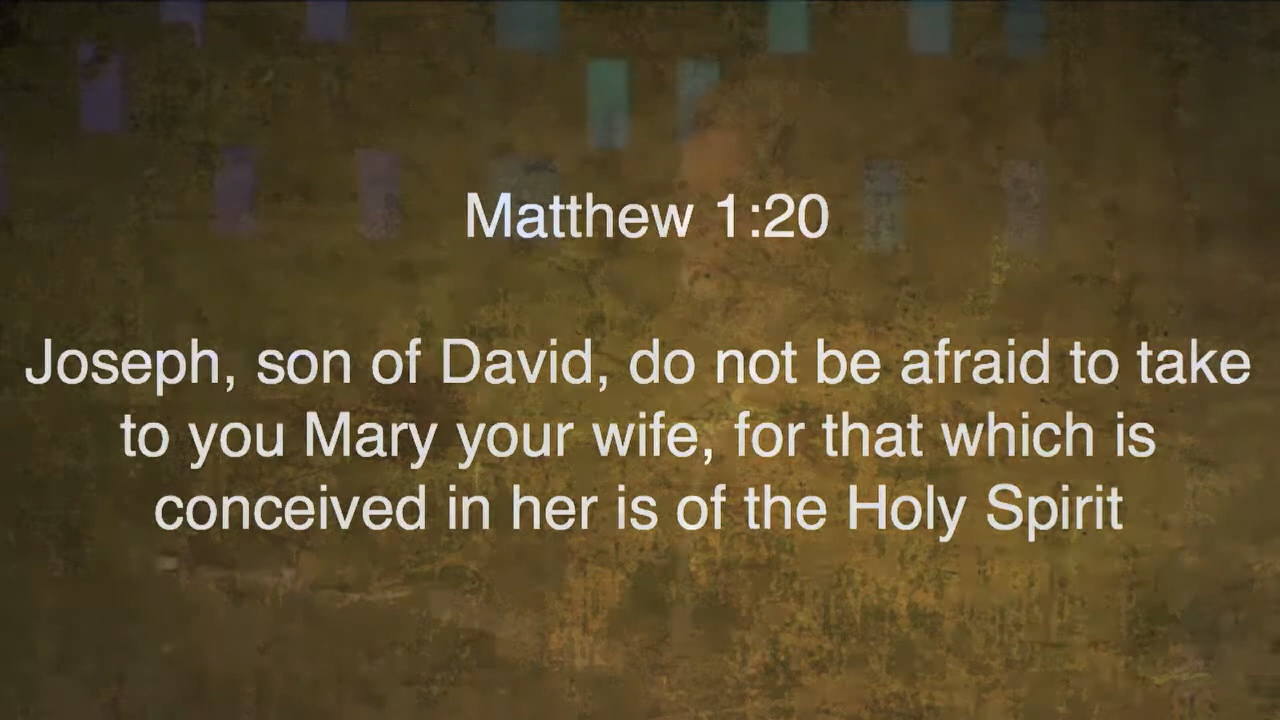 Matthew 1:20
Joseph, son of David, do not be afraid to take
to you Mary your wife, for that which is
conceived in her is of the Holy Spirit